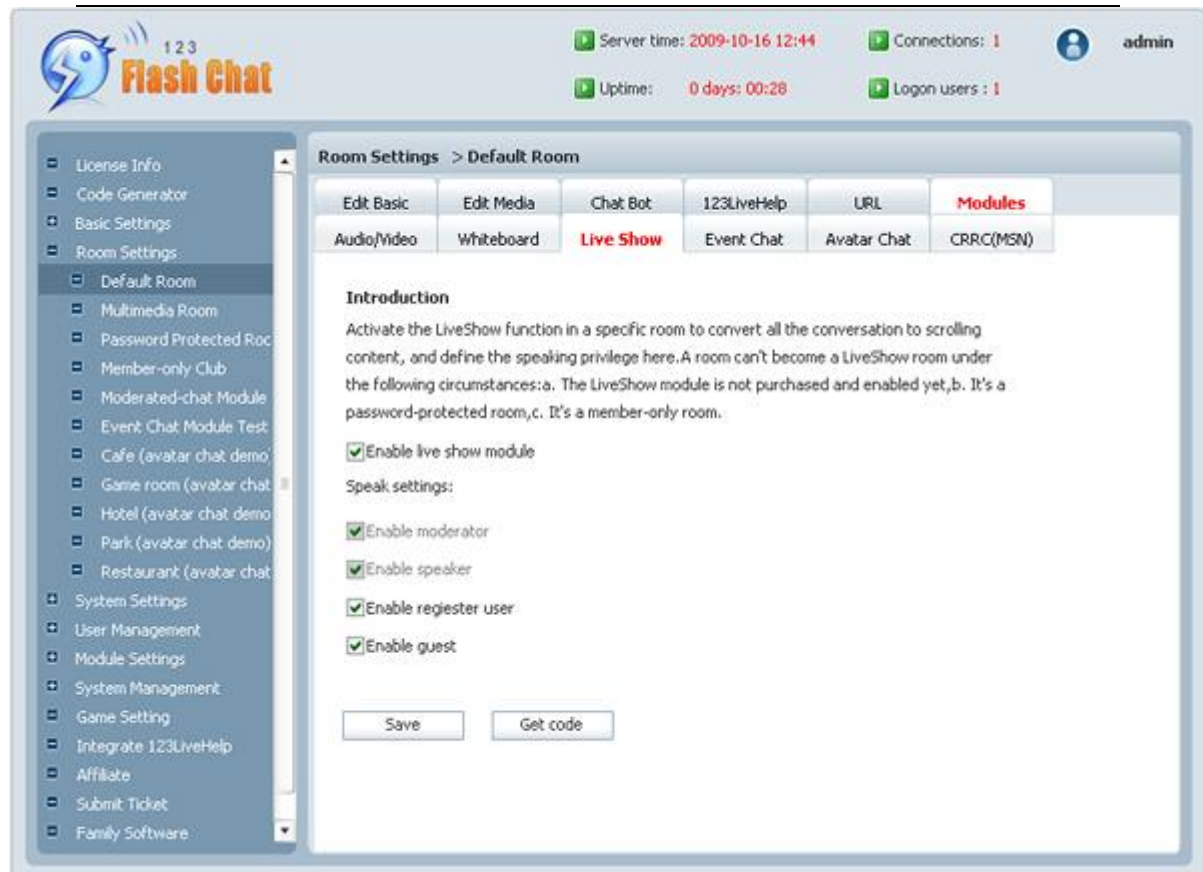 123
Flash Chat
Server time: 2009-10-16 12:44
Connections: 1
admin
Uptime: 0 days: 00:28
Logon users : 1
License Info
Code Generator
Basic Settings
Room Settings
Default Room
Multimedia Room
Password Protected Roo
Member-only Club
Moderated-chat Module
Event Chat Module Test
Cafe (avatar chat demo)
Game room (avatar chat
Hotel (avatar chat demo
Park (avatar chat demo)
Restaurant (avatar chat
System Settings
User Management
Module Settings
System Management
Game Setting
Integrate 123LiveHelp
Affiliate
Submit Ticket
Family Software
Room Settings > Default Room
Edit Basic Edit Media Chat Bot 123LiveHelp URL Modules
Audio/Video Whiteboard Live Show Event Chat Avatar Chat CRRC(MSN)
Introduction
Activate the LiveShow function in a specific room to convert all the conversation to scrolling
content, and define the speaking privilege here.A room can't become a LiveShow room under
the following circumstances:a. The LiveShow module is not purchased and enabled yet,b. It's a
password-protected room,c. It's a member-only room.
Enable live show module
Speak settings:
Enable moderator
Enable speaker
Enable regiester user
Enable guest
Save Get code